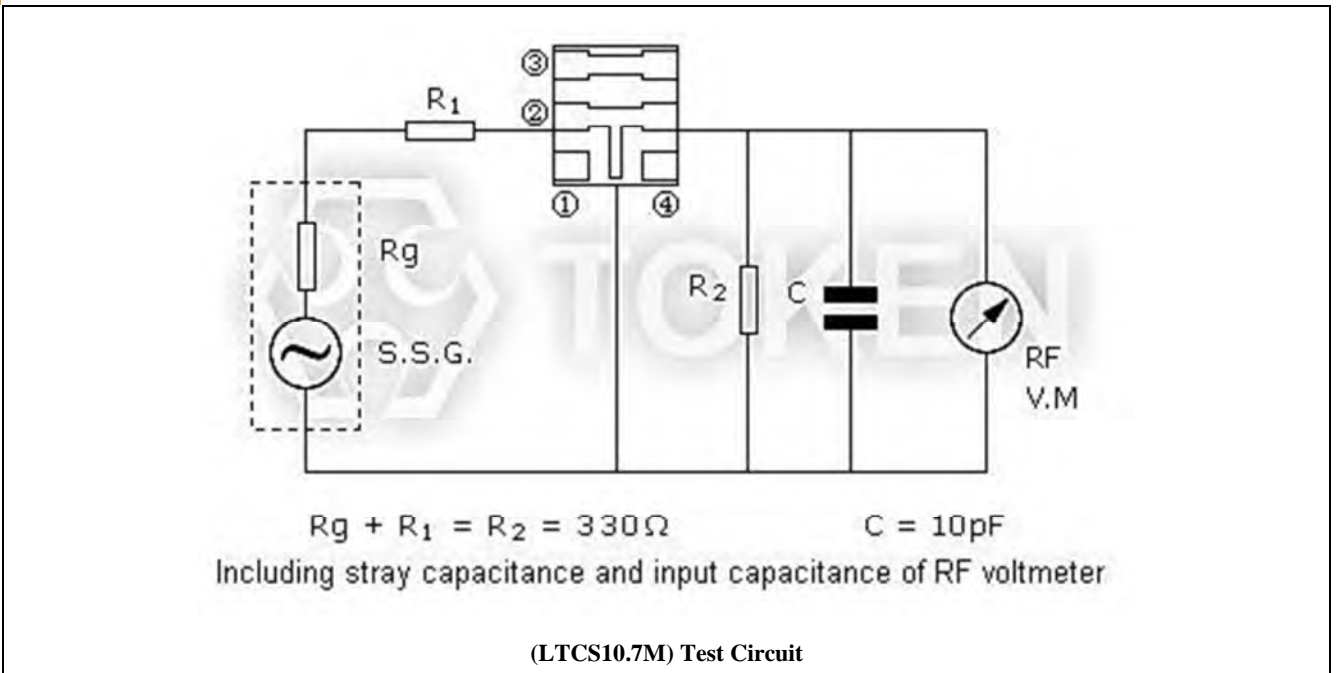 ③
R₁
②
①
④
Rg
TOKEN
R₂
C
S.S.G.
RF
V.M
Rg + R₁ = R₂ = 330Ω C = 10pF
Including stray capacitance and input capacitance of RF voltmeter
(LTCS10.7M) Test Circuit